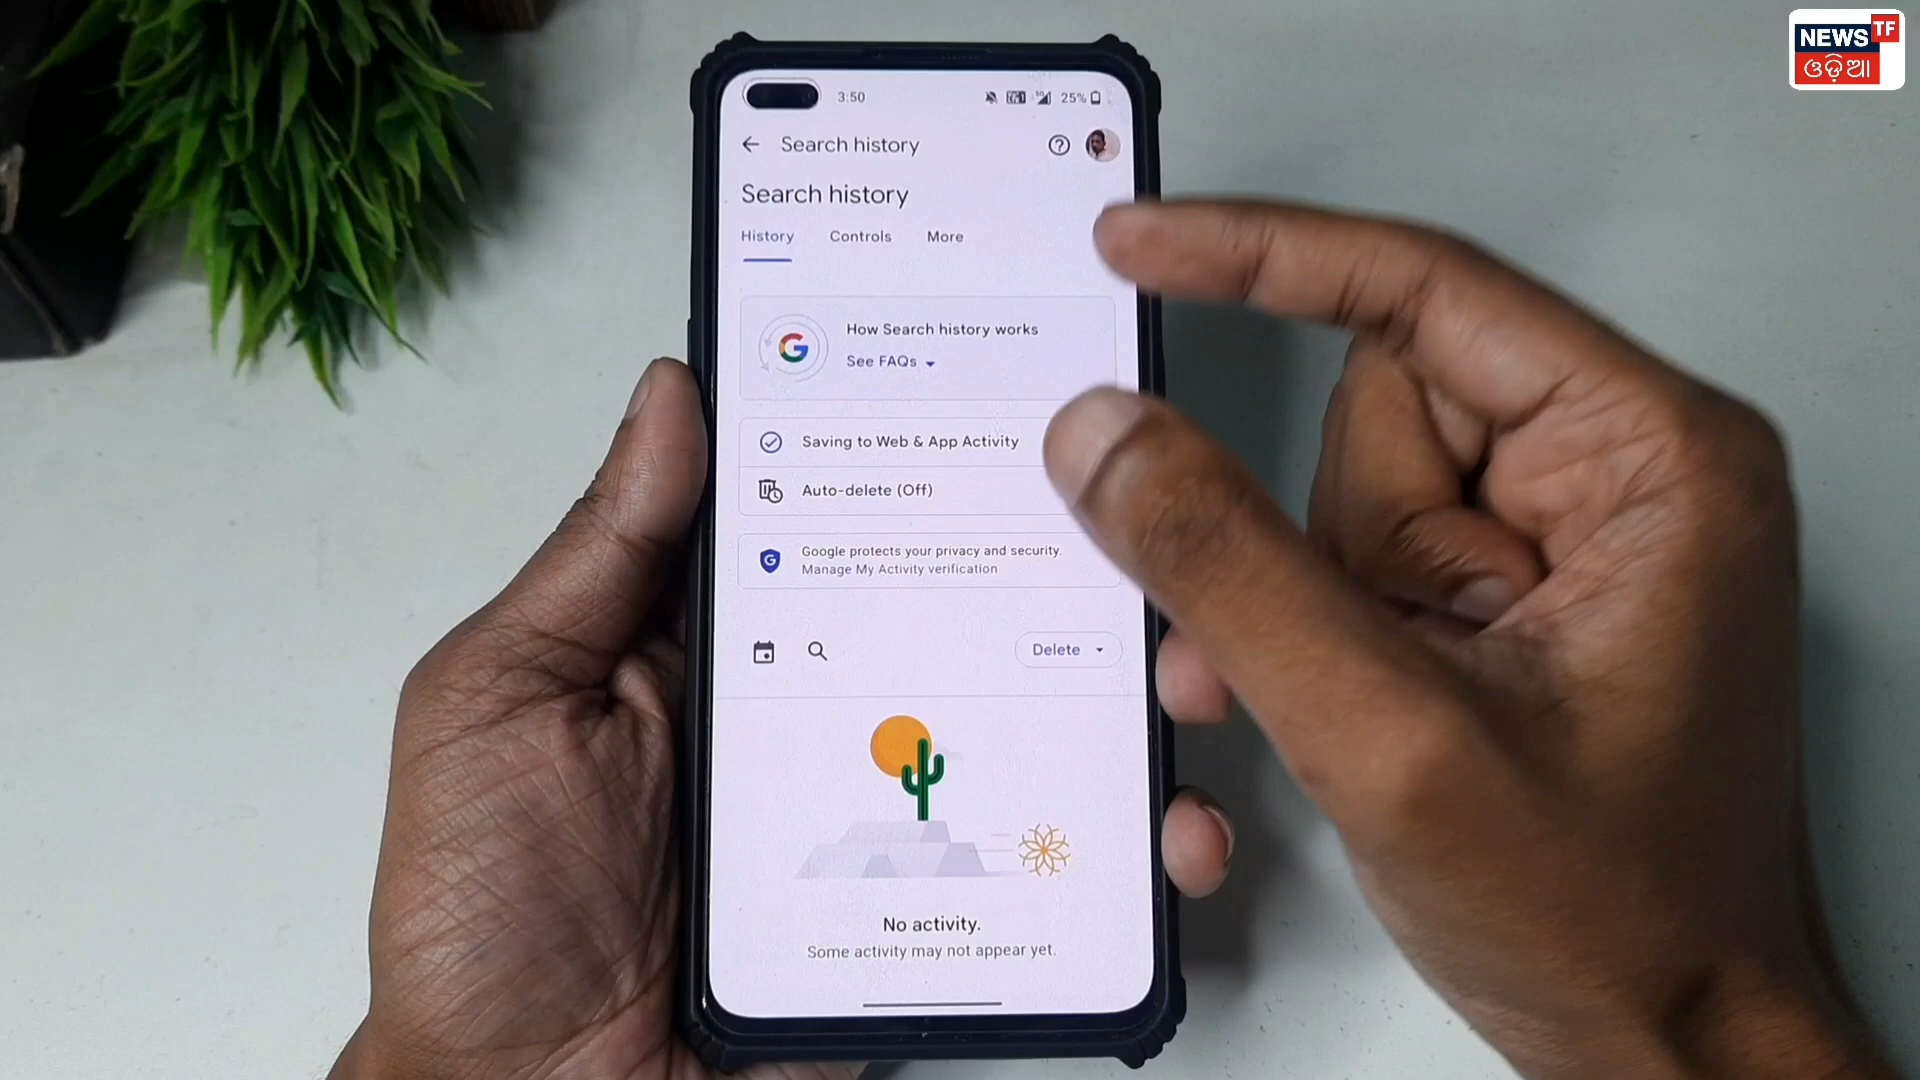 NEWS TF
ଓଡ଼ିଆ
3:50
25%
Search history
Search history
History Controls More
How Search history works
See FAQs
Saving to Web & App Activity
Auto-delete (Off)
Google protects your privacy and security.
Manage My Activity verification
Delete
No activity.
Some activity may not appear yet.